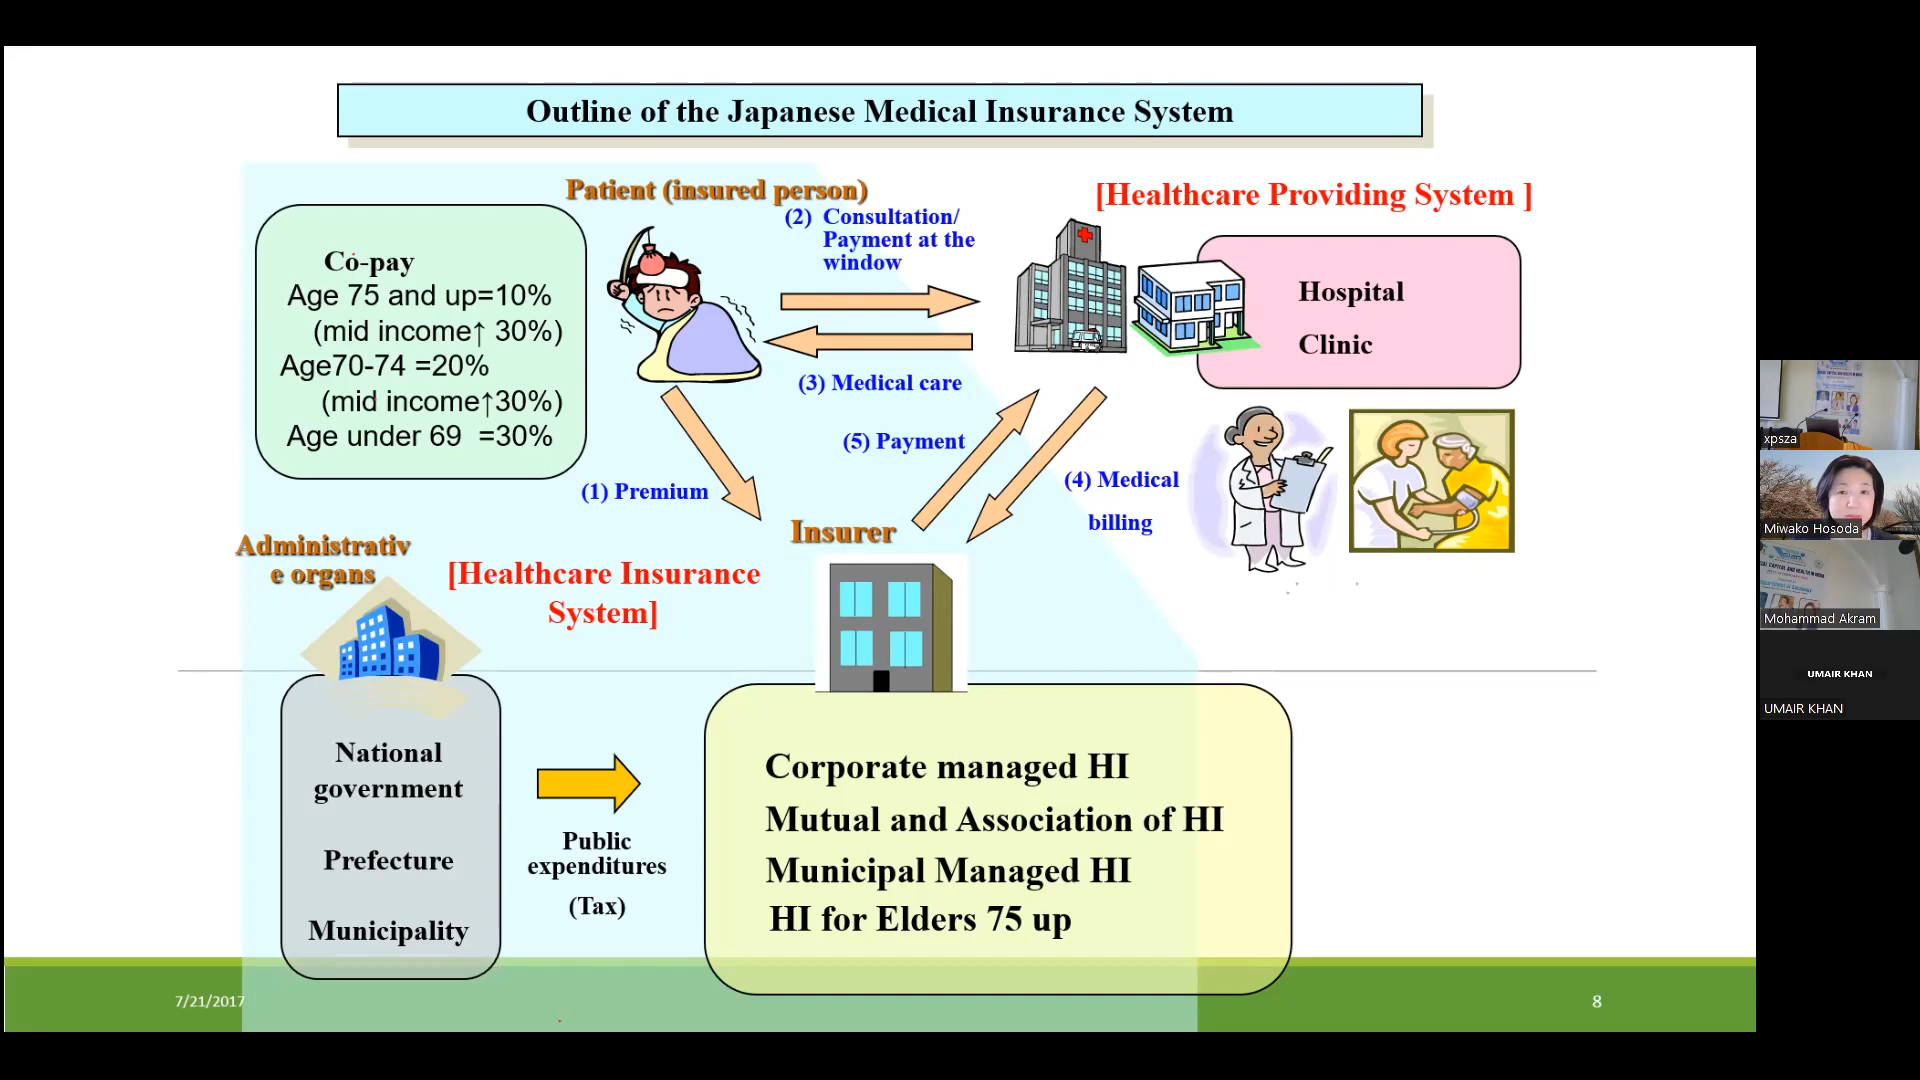 Outline of the Japanese Medical Insurance System
Patient (insured person)
[Healthcare Providing System ]
(2) Consultation/
Payment at the
window
Co-pay
Age 75 and up=10%
(mid income↑ 30%)
Age70-74 =20%
(mid income↑30%)
Age under 69 =30%
Hospital
Clinic
(3) Medical care
(5) Payment
(4) Medical
billing
(1) Premium
Insurer
Administrativ
e organs
[Healthcare Insurance
System]
National
government
Prefecture
Municipality
Public
expenditures
(Tax)
Corporate managed HI
Mutual and Association of HI
Municipal Managed HI
HI for Elders 75 up
7/21/2017
8
xpsza
Miwako Hosoda
Mohammad Akram
UMAIR KHAN
UMAIR KHAN